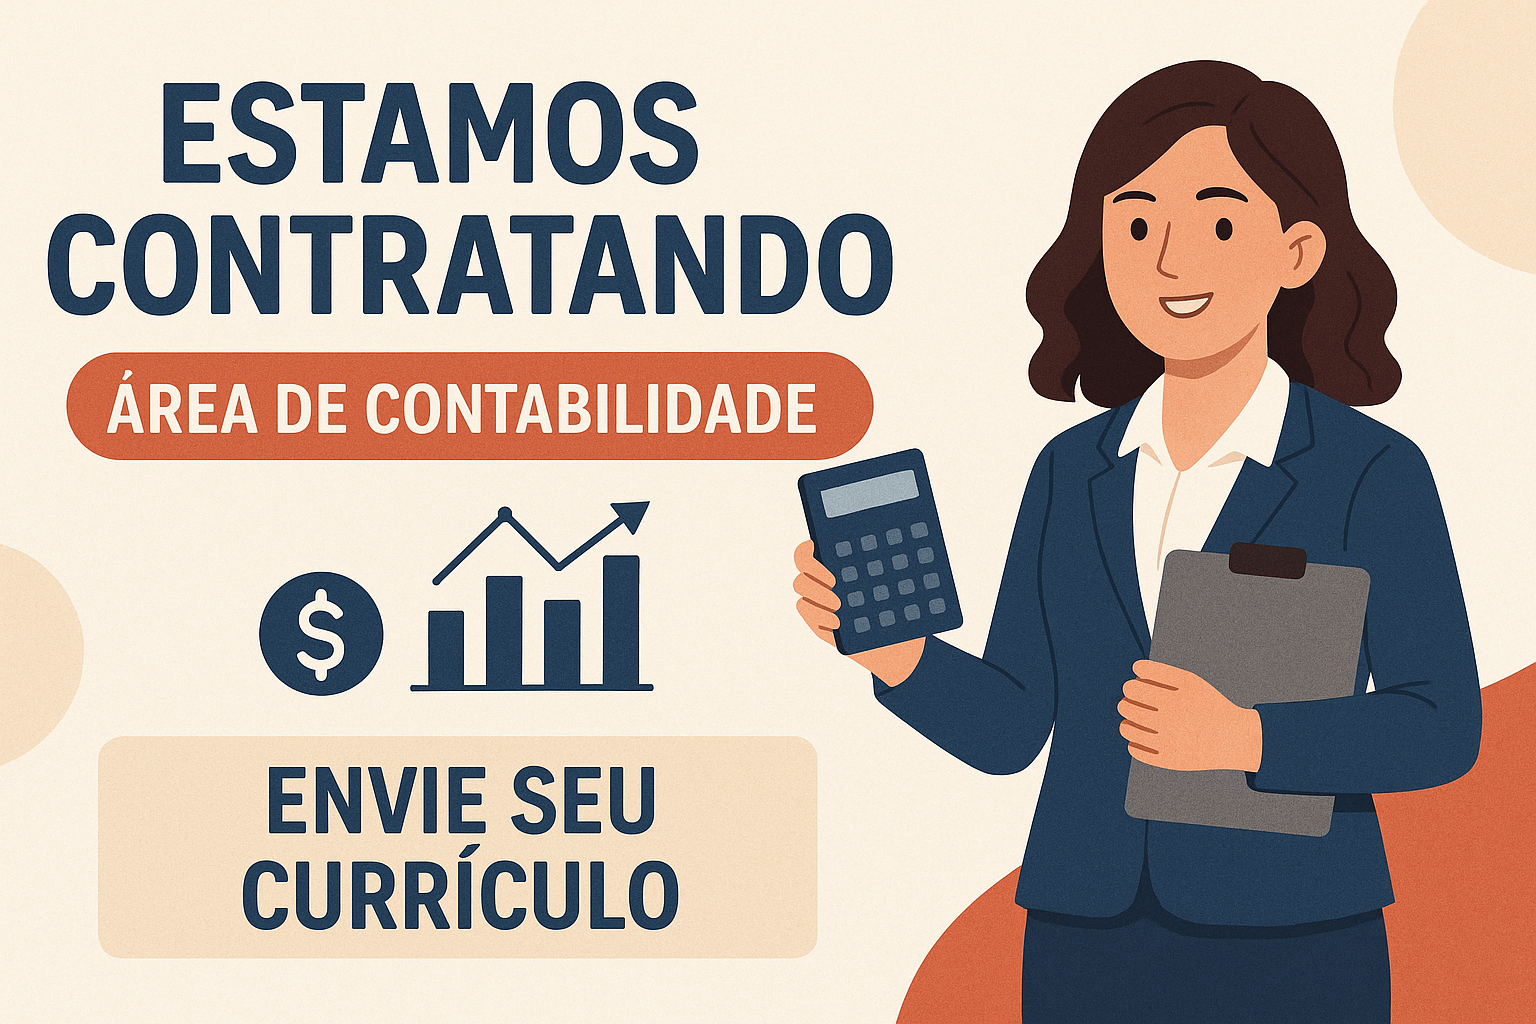 ESTAMOS
CONTRATANDO
ÁREA DE CONTABILIDADE
$
ENVIE SEU
CURRÍCULO